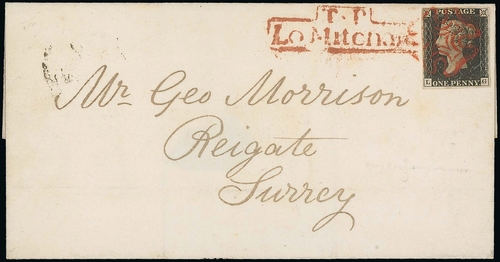 T.P
Lo Mitcham
POSTAGE
L G
ONE PENNY
Mr Geo Morrison
Reigate
Surrey